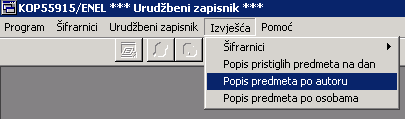 KOP55915/ENEL *** Urudžbeni zapisnik ***
Program Šifrarnici Urudžbeni zapisnik Izvješća Pomoć
Šifrarnici
Popis pristiglih predmeta na dan
Popis predmeta po autoru
Popis predmeta po osobama